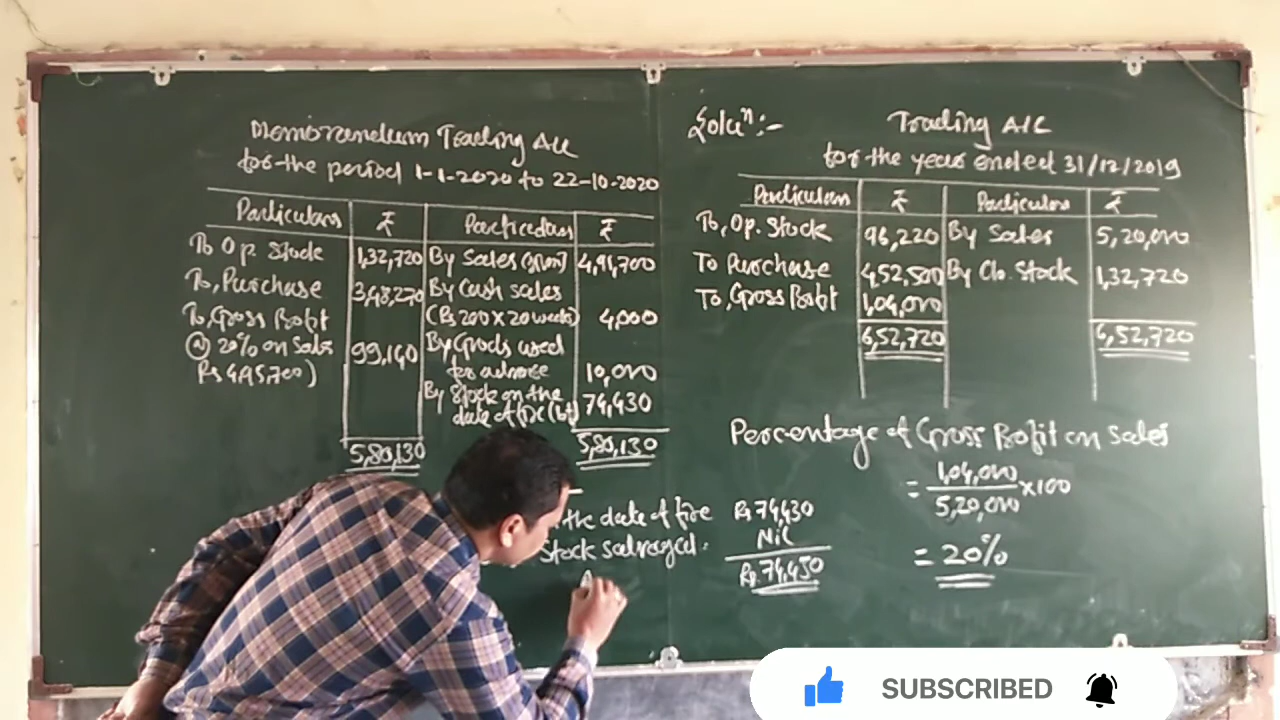 Memorandum Trading A/c
for the period 1-1-2020 to 22-10-2020
Particulars ₹ Particulars ₹
To Op. Stock 1,32,720 By Sales 4,91,700
To, Purchase 3,48,270 By Cash sales
To, Gross Profit (Rs 200 x 20 weeks) 4,000
@ 20% on Sales 99,140 By Goods used
Rs 4,95,700) for advise 10,000
By Stock on the
date of fire 74,430
5,80,130 5,80,130
the date of fire Rs 74,430
Stock salvaged. Nil
Rs. 74,430
Soluⁿ:-
Trading A/C
for the year ended 31/12/2019
Particulars ₹ Particulars ₹
To, Op. Stock 96,220 By Sales 5,20,000
To Purchase 4,52,500 By Clo. Stock 1,32,720
To, Gross Profit 1,04,000
6,52,720 6,52,720
Percentage of Gross Profit on Sales
= 1,04,000
5,20,000 x 100
= 20%
SUBSCRIBED